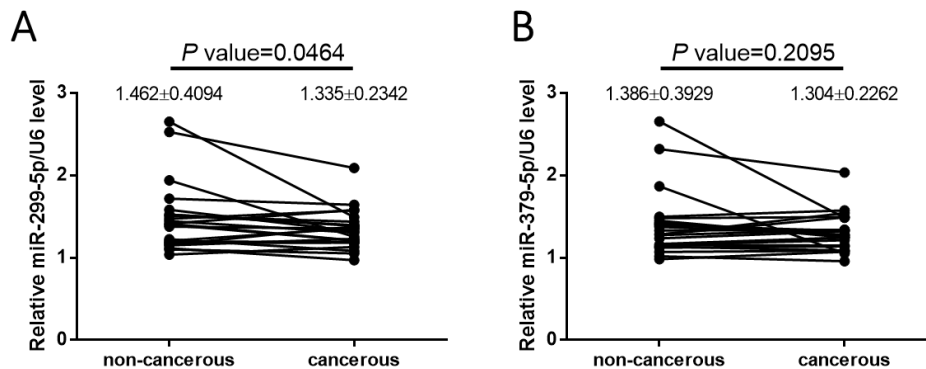 A
P value=0.0464
1.462±0.4094 1.335±0.2342
Relative miR-299-5p/U6 level
3
2
1
0
non-cancerous cancerous
B
P value=0.2095
1.386±0.3929 1.304±0.2262
Relative miR-379-5p/U6 level
3
2
1
0
non-cancerous cancerous